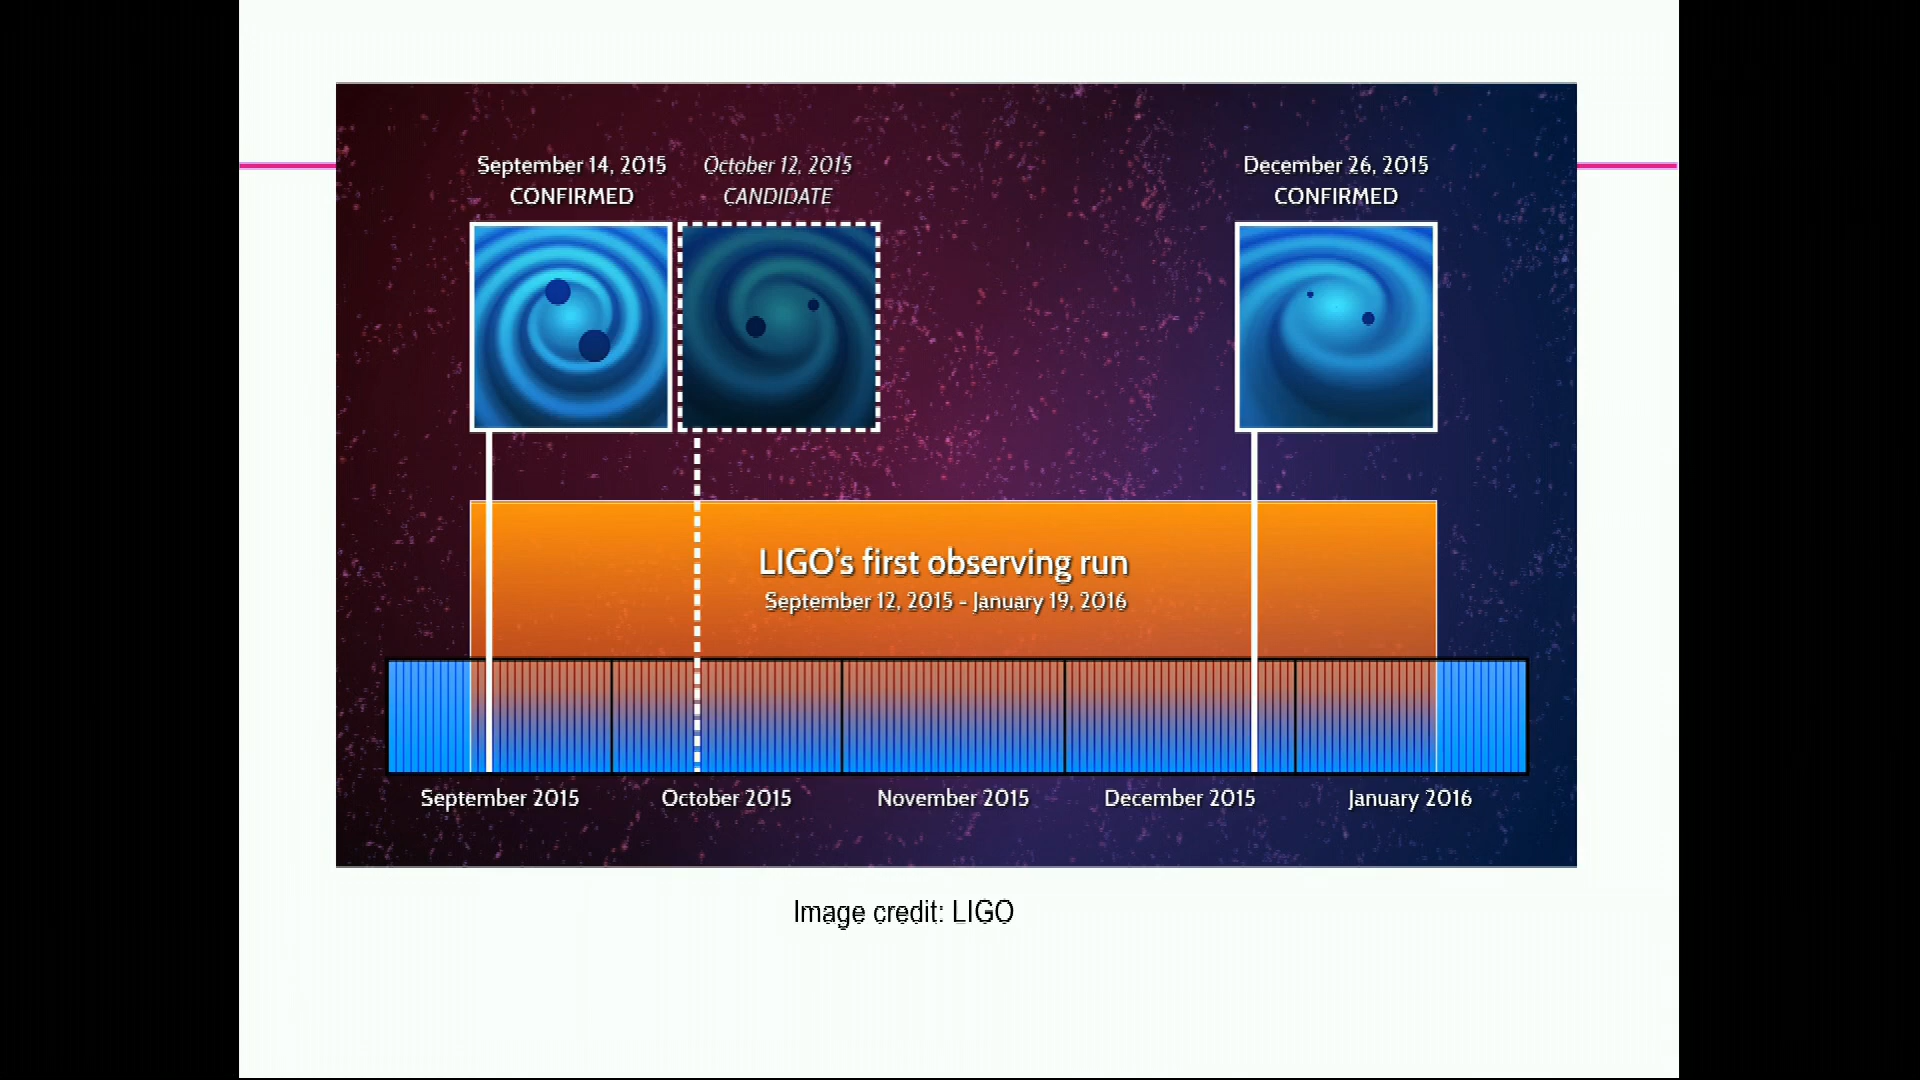 September 14, 2015
CONFIRMED
October 12, 2015
CANDIDATE
December 26, 2015
CONFIRMED
LIGO's first observing run
September 12, 2015 - January 19, 2016
September 2015
October 2015
November 2015
December 2015
January 2016
Image credit: LIGO